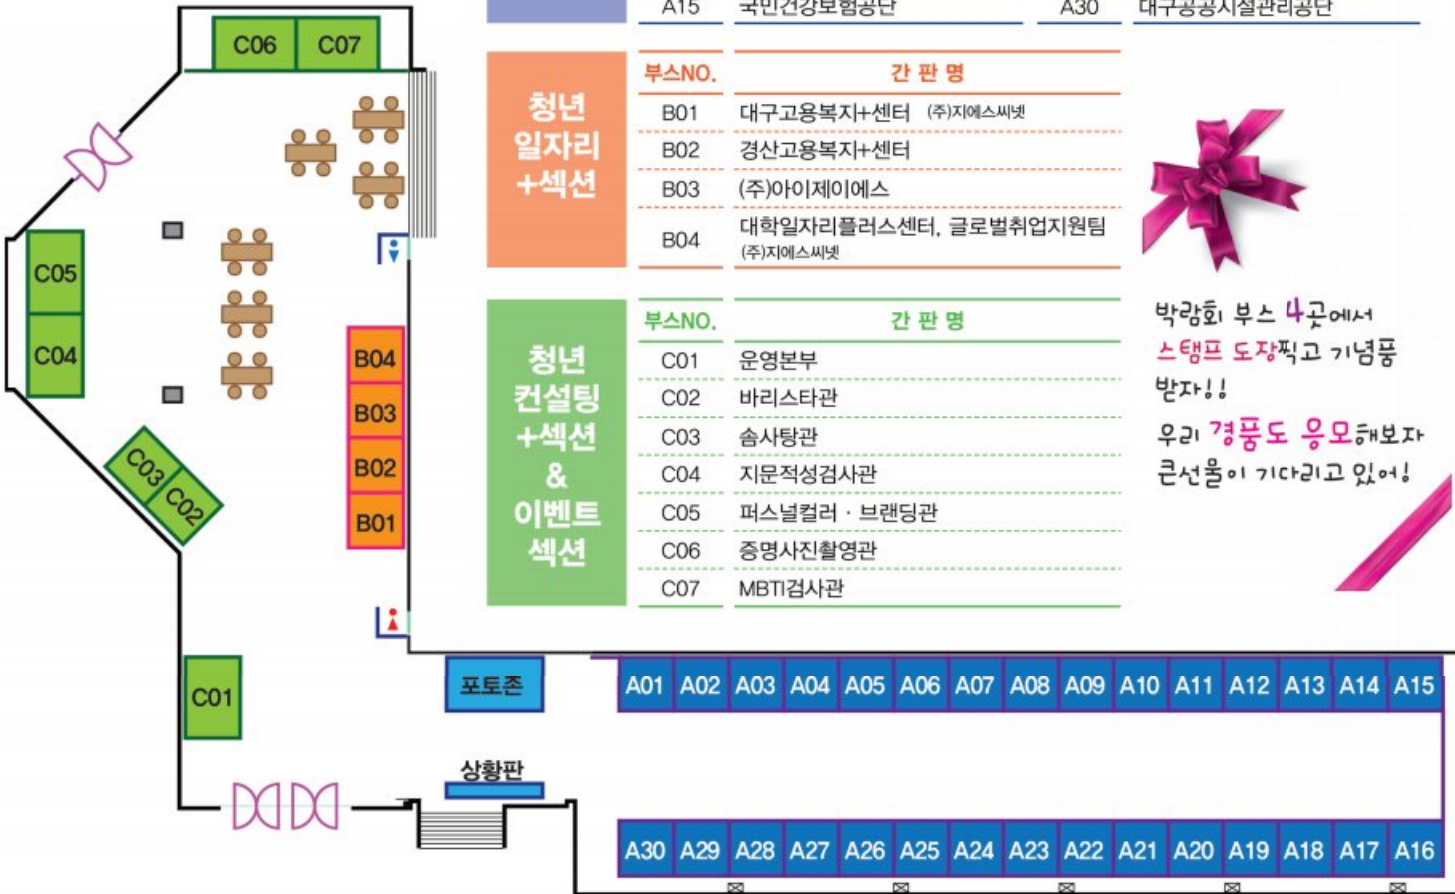 A15 국민건강보험공단 A30 대구공공시설관리공단
청년
일자리
+섹션
부스NO. 간 판 명
B01 대구고용복지+센터 (주)지에스씨넷
B02 경산고용복지+센터
B03 (주)아이제이에스
B04 대학일자리플러스센터, 글로벌취업지원팀
(주)지에스씨넷
청년
컨설팅
+섹션
&
이벤트
섹션
부스NO. 간 판 명
C01 운영본부
C02 바리스타관
C03 솜사탕관
C04 지문적성검사관
C05 퍼스널컬러 · 브랜딩관
C06 증명사진촬영관
C07 MBTI검사관
박람회 부스 4곳에서
스탬프 도장찍고 기념품
받자!!
우리 경품도 응모해보자
큰선물이 기다리고 있어!
C06 C07
C05
C04
C03
C02
B04
B03
B02
B01
C01
포토존
상황판
A01 A02 A03 A04 A05 A06 A07 A08 A09 A10 A11 A12 A13 A14 A15
A30 A29 A28 A27 A26 A25 A24 A23 A22 A21 A20 A19 A18 A17 A16